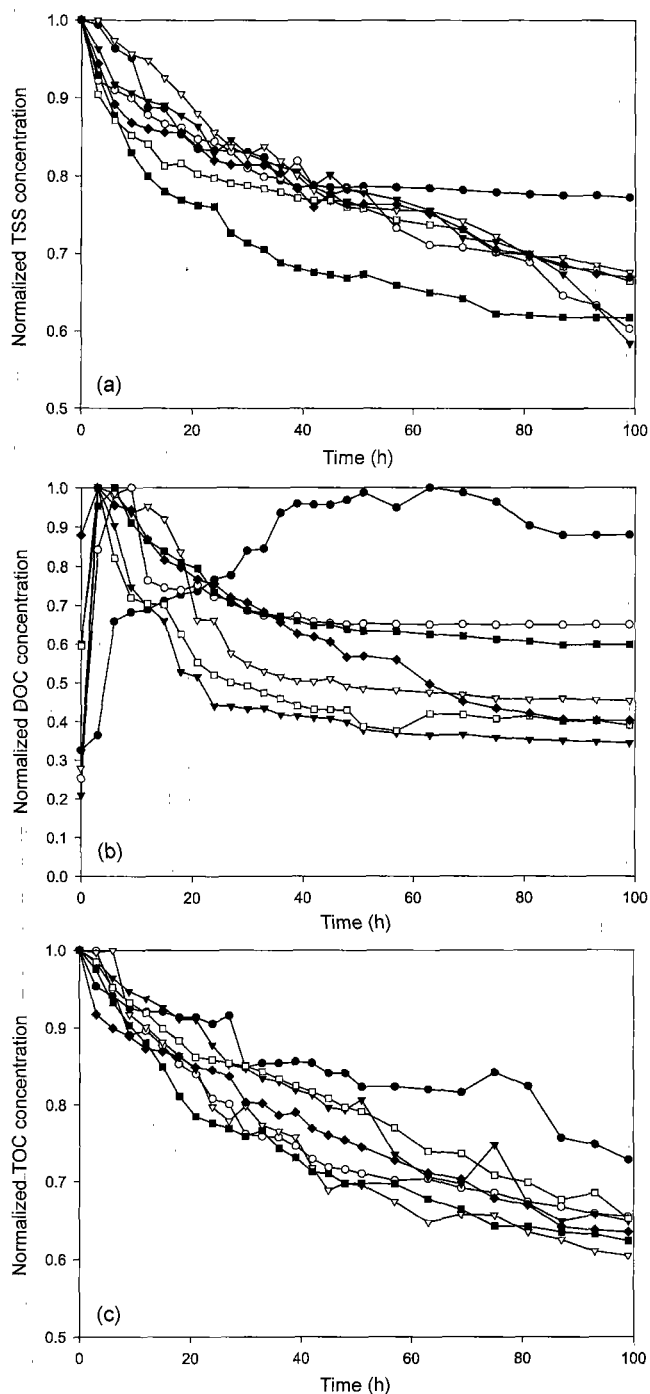 Normalized TSS concentration
1.0
0.9
0.8
0.7
0.6
0.5
(a)
0 20 40 60 80 100
Time (h)
Normalized DOC concentration
1.0
0.9
0.8
0.7
0.6
0.5
0.4
0.3
0.2
0.1
0.0
(b)
0 20 40 60 80 100
Time (h)
Normalized TOC concentration
1.0
0.9
0.8
0.7
0.6
0.5
(c)
0 20 40 60 80 100
Time (h)